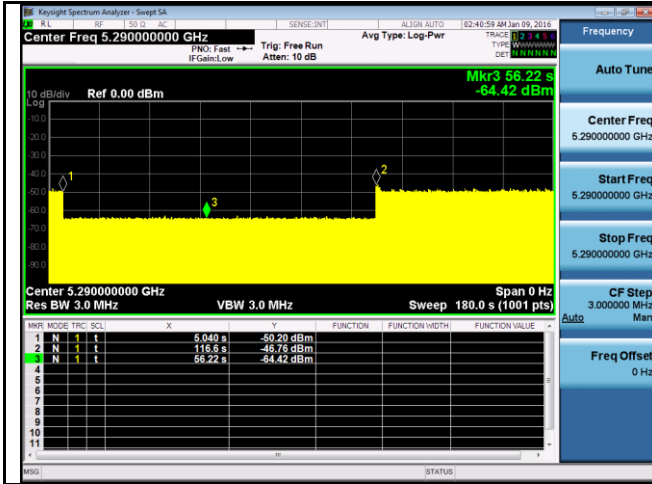 Keysight Spectrum Analyzer - Swept SA
RL RF 50 Ω AC SENSE:INT ALIGN AUTO 02:40:59 AM Jan 09, 2016
Center Freq 5.290000000 GHz
PNO: Fast
IFGain:Low
Trig: Free Run
Atten: 10 dB
Avg Type: Log-Pwr
TRACE 1 2 3 4 5 6
TYPE WWWWWW
DET N N N N N N
Mkr3 56.22 s
-64.42 dBm
10 dB/div Ref 0.00 dBm
Log
-10.0
-20.0
-30.0
-40.0
-50.0
-60.0
-70.0
-80.0
-90.0
1
2
3
Center 5.290000000 GHz Span 0 Hz
Res BW 3.0 MHz VBW 3.0 MHz Sweep 180.0 s (1001 pts)
MKR MODE TRC SCL X Y FUNCTION FUNCTION WIDTH FUNCTION VALUE
1 N 1 t 5.040 s -50.20 dBm
2 N 1 t 116.6 s -46.76 dBm
3 N 1 t 56.22 s -64.42 dBm
4
5
6
7
8
9
10
11
MSG STATUS
Frequency
Auto Tune
Center Freq
5.290000000 GHz
Start Freq
5.290000000 GHz
Stop Freq
5.290000000 GHz
CF Step
3.000000 MHz
Auto Man
Freq Offset
0 Hz